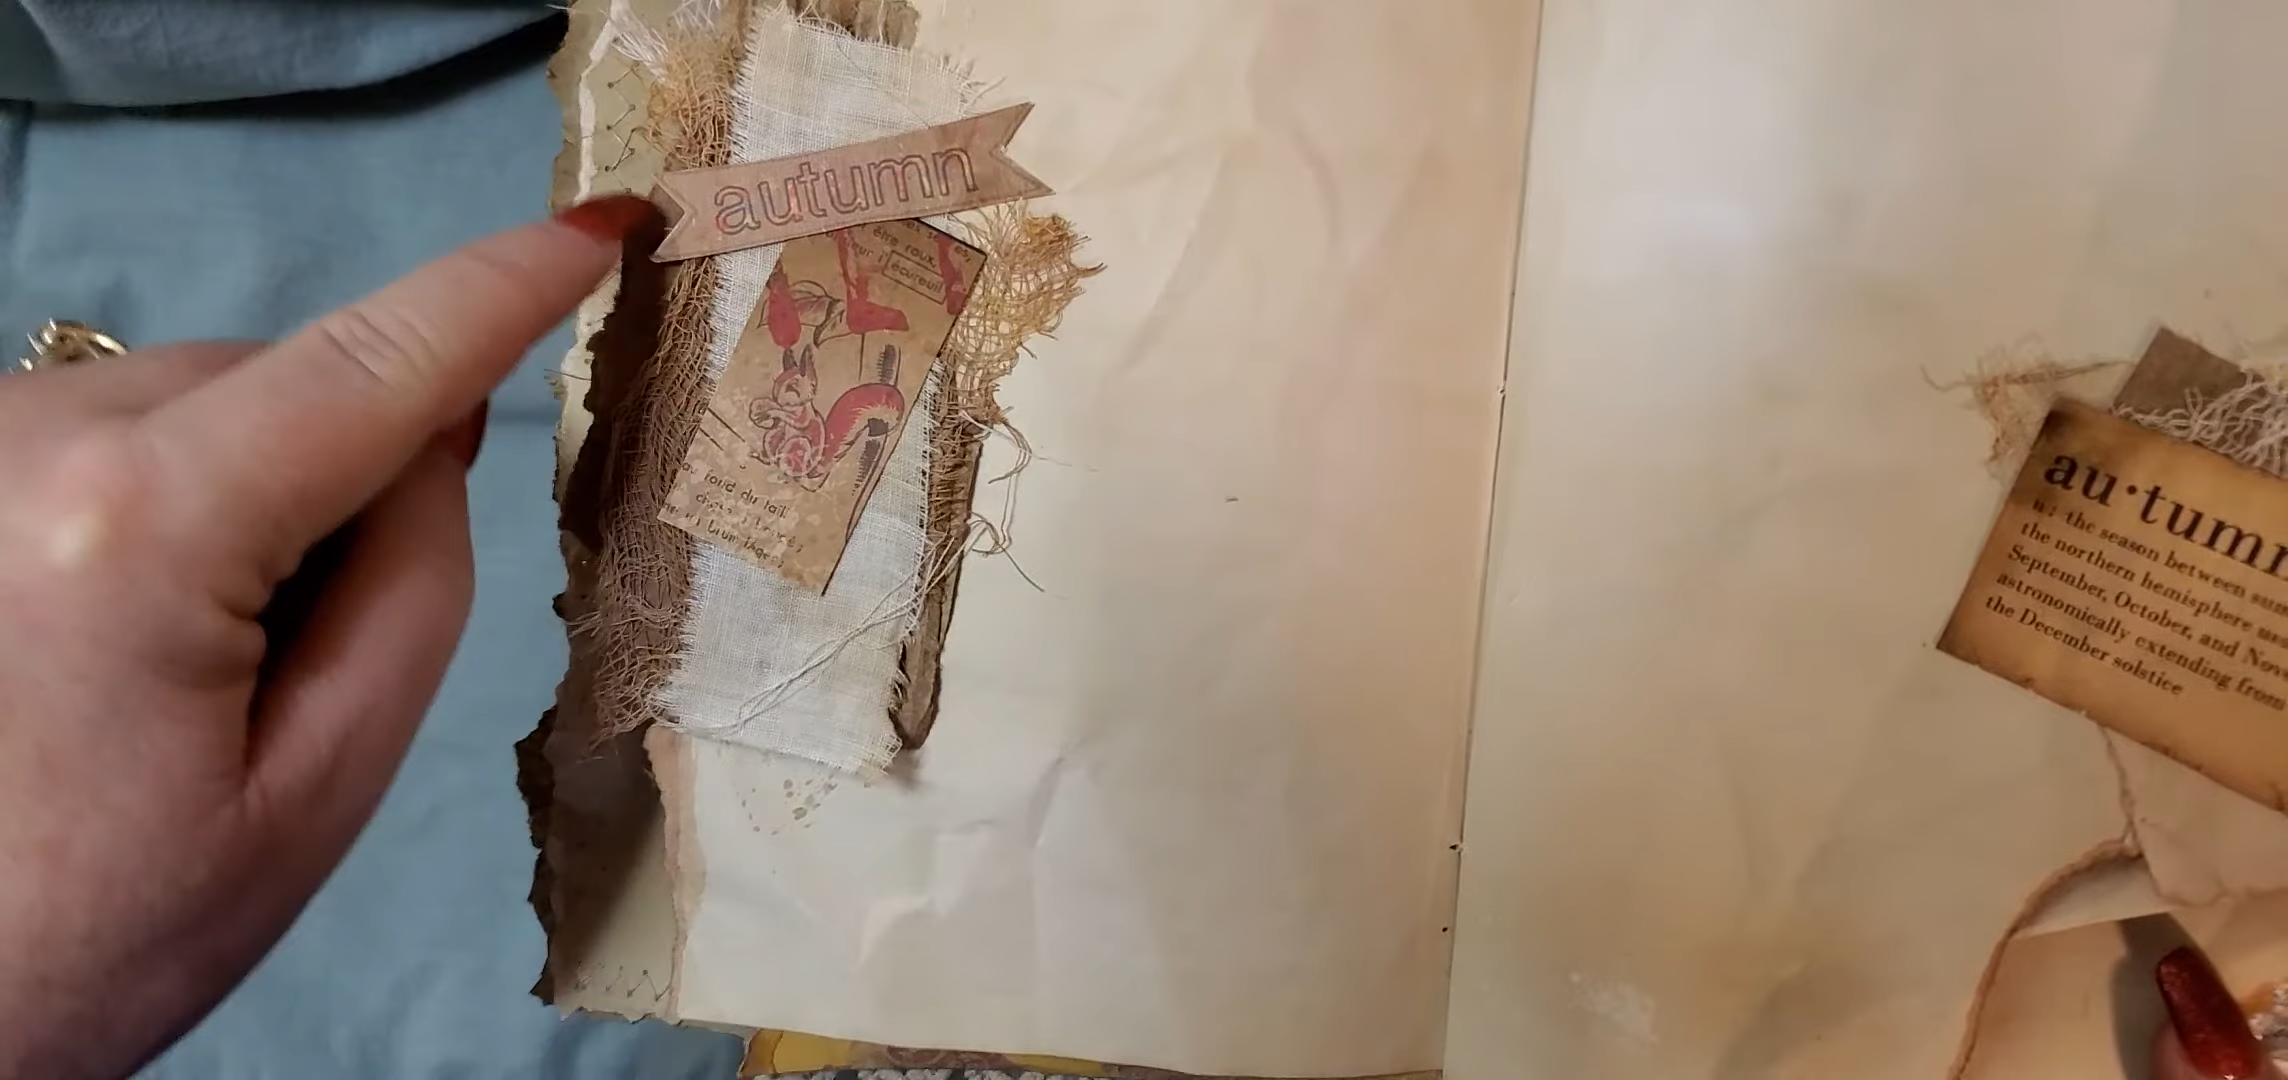 autumn
être roux,
écureuil
au fond du tail
au·tumn
n: the season between sum
the northern hemisphere usu
September, October, and Nov
astronomically extending from
the December solstice